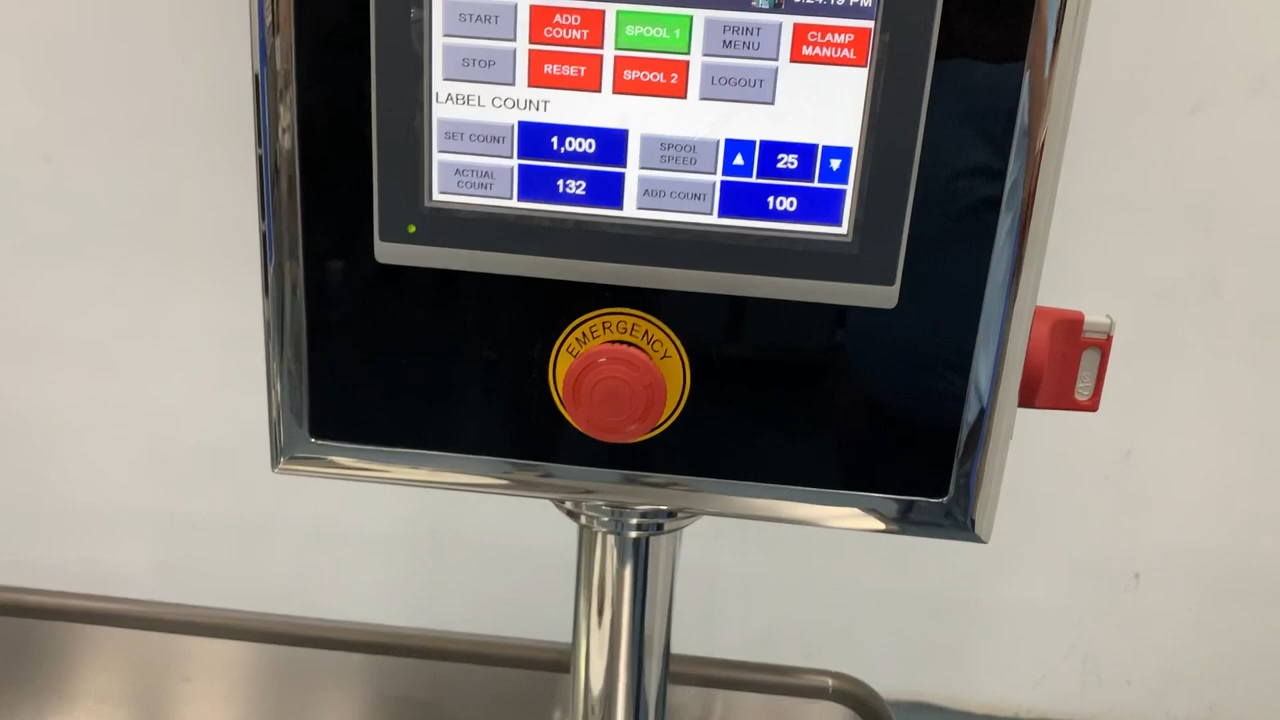 START
ADD
COUNT
SPOOL 1
PRINT
MENU
CLAMP
MANUAL
STOP
RESET
SPOOL 2
LOGOUT
LABEL COUNT
SET COUNT
1,000
SPOOL
SPEED
25
ACTUAL
COUNT
132
ADD COUNT
100
EMERGENCY